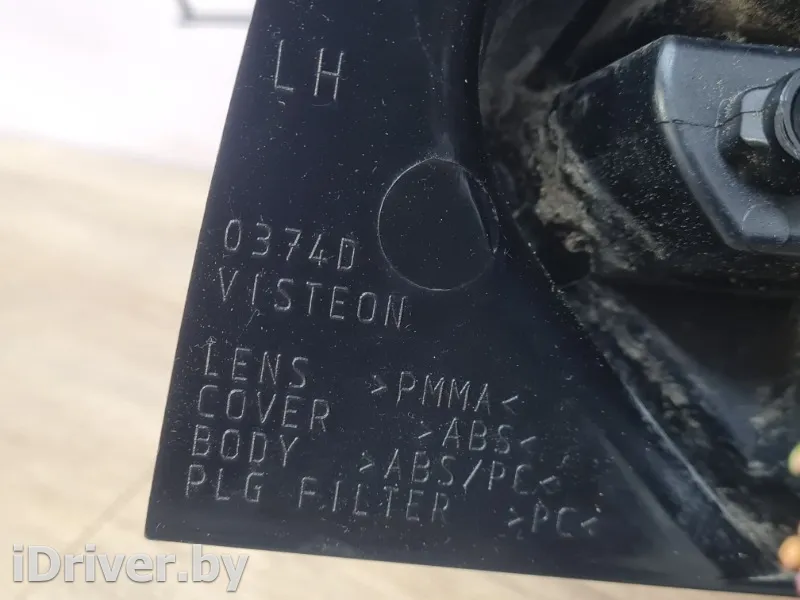 LH
0374D
VISTEON
LENS >PMMA<
COVER >ABS<
BODY >ABS/PC<
PLG FILTER >PC<
iDriver.by